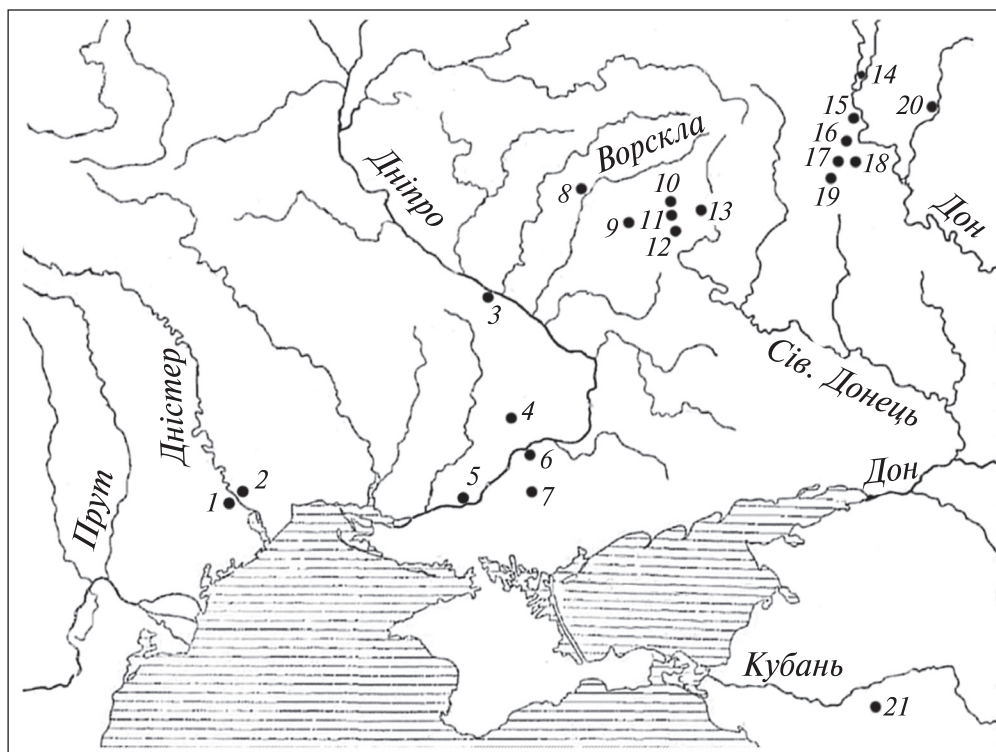 14
15
20
16
17
18
19
Ворскла
8
10
9
11
13
12
Дніпро
Дон
3
Сів. Донець
Дністер
4
6
5
7
2
1
Прут
Дон
Кубань
21